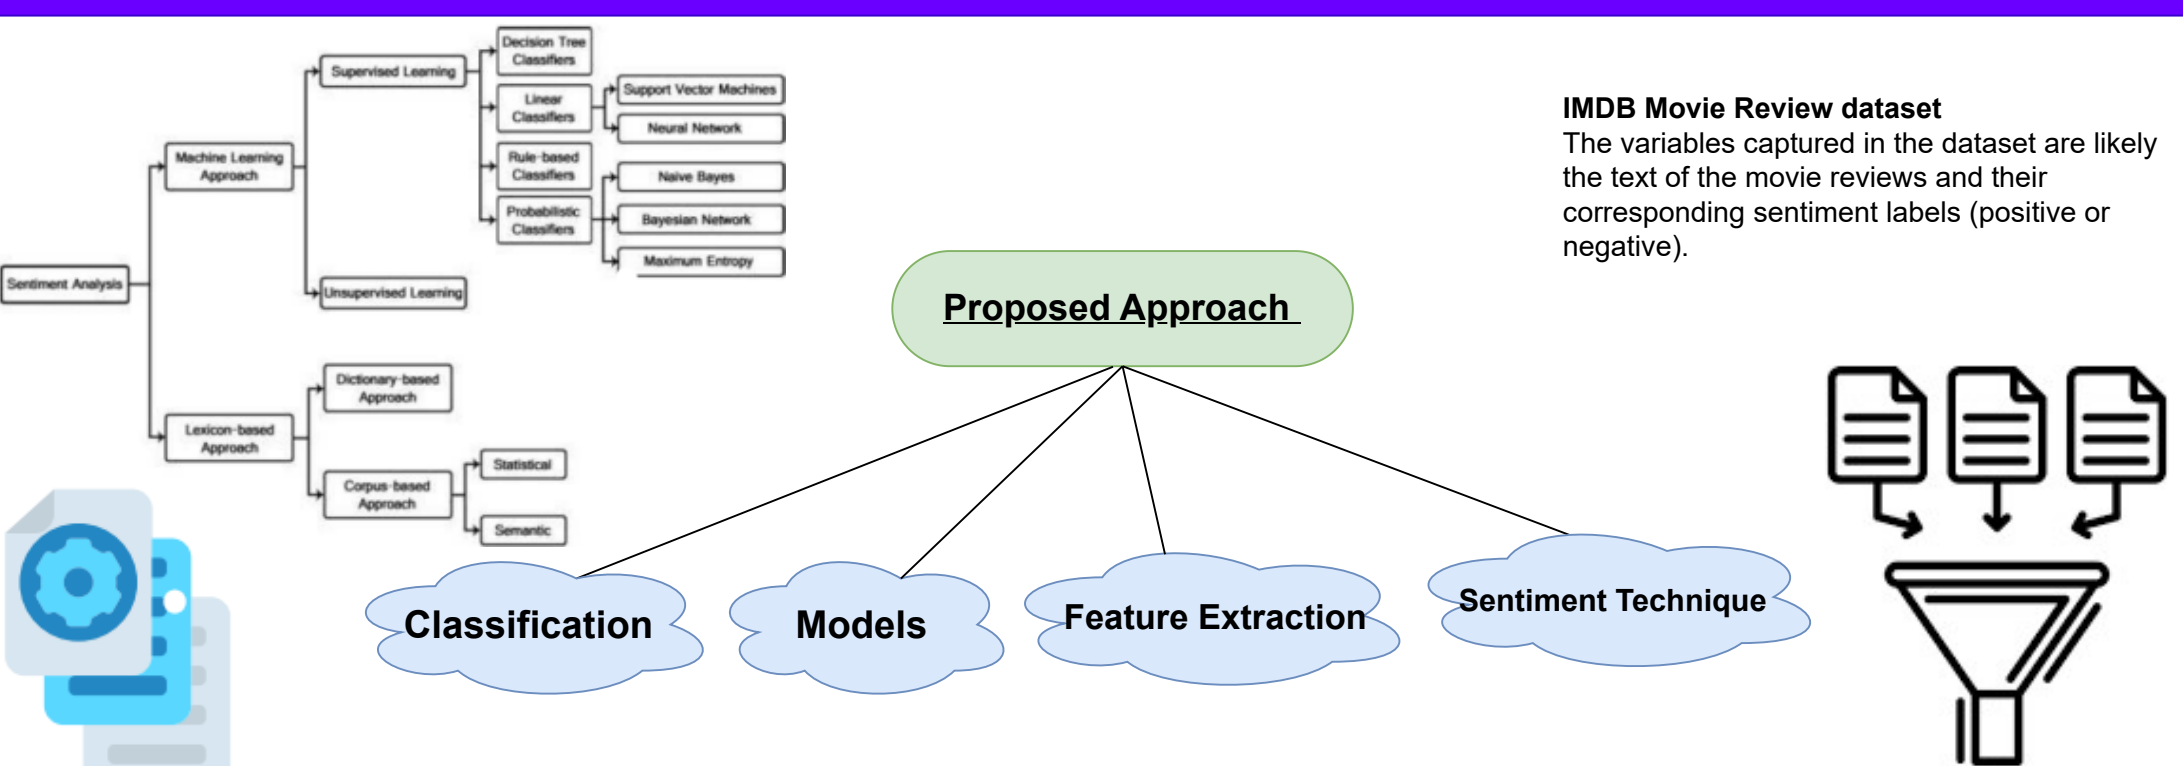 Decision Tree
Classifiers
Supervised Learning
Linear
Classifiers
Support Vector Machines
Neural Network
Machine Learning
Approach
Rule-based
Classifiers
Naive Bayes
Probabilistic
Classifiers
Bayesian Network
Maximum Entropy
Sentiment Analysis
Unsupervised Learning
Dictionary-based
Approach
Lexicon-based
Approach
Statistical
Corpus-based
Approach
Semantic
IMDB Movie Review dataset
The variables captured in the dataset are likely
the text of the movie reviews and their
corresponding sentiment labels (positive or
negative).
Proposed Approach
Classification
Models
Feature Extraction
Sentiment Technique